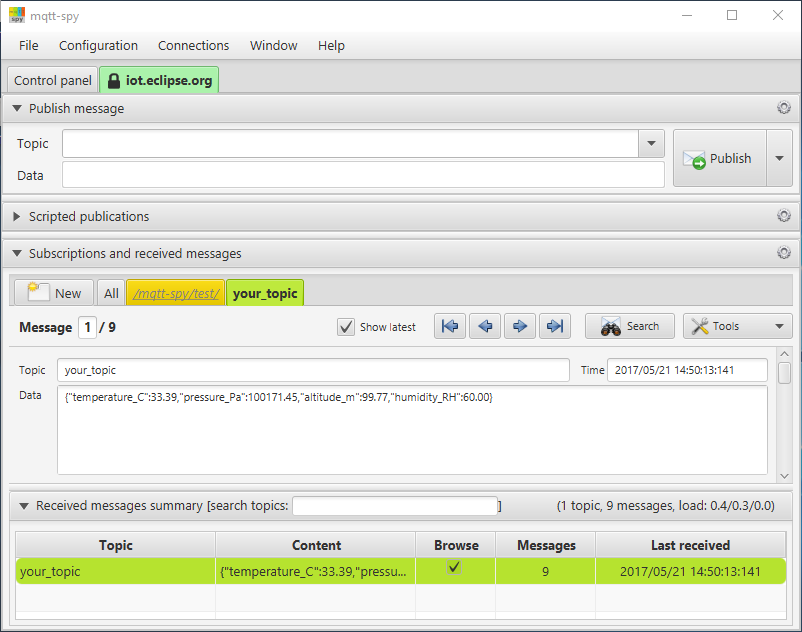 mqtt-spy
File Configuration Connections Window Help
Control panel iot.eclipse.org
Publish message
Topic
Data
Publish
Scripted publications
Subscriptions and received messages
New All /mqtt-spy/test/ your_topic
Message 1 / 9 Show latest Search Tools
Topic your_topic Time 2017/05/21 14:50:13:141
Data {"temperature_C":33.39,"pressure_Pa":100171.45,"altitude_m":99.77,"humidity_RH":60.00}
Received messages summary [search topics: ] (1 topic, 9 messages, load: 0.4/0.3/0.0)
Topic Content Browse Messages Last received
your_topic {"temperature_C":33.39,"pressu... 9 2017/05/21 14:50:13:141